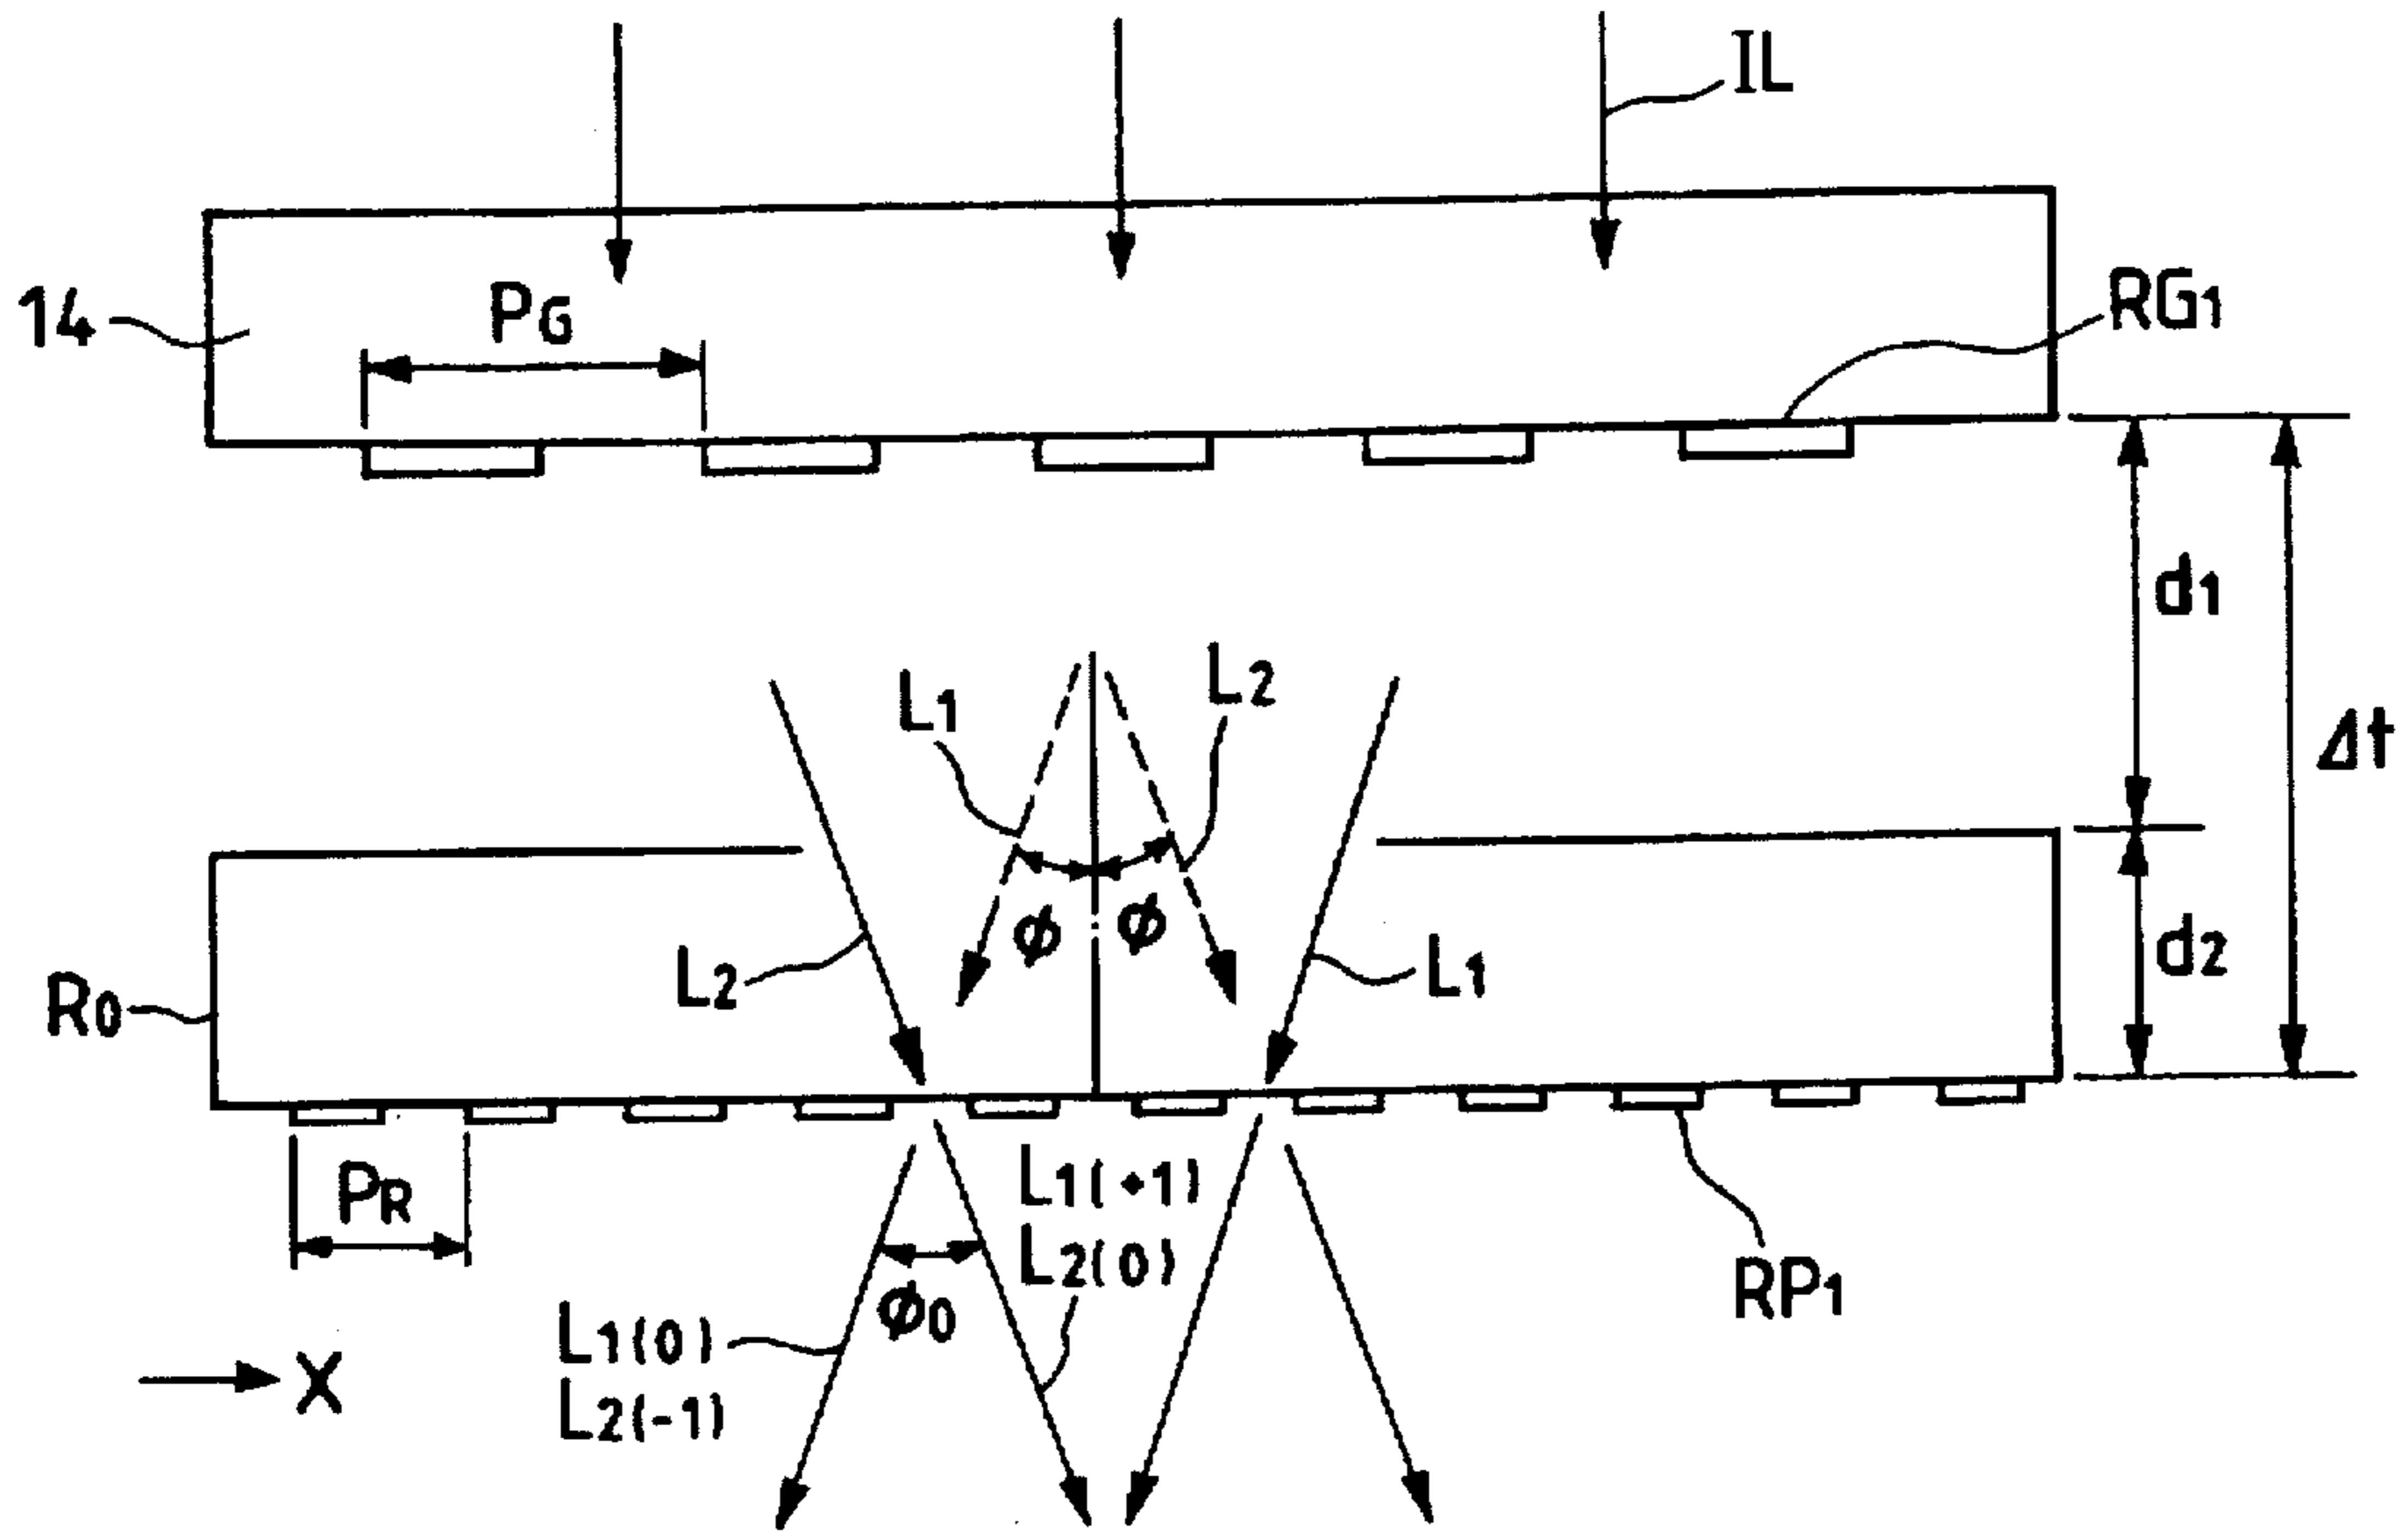 IL
14
PG
RG1
d1
L1
L2
Δt
ϕ
ϕ
L2
L1
d2
R0
PR
L1(+1)
L2(0)
ϕ0
RP1
L1(0)
L2(-1)
X